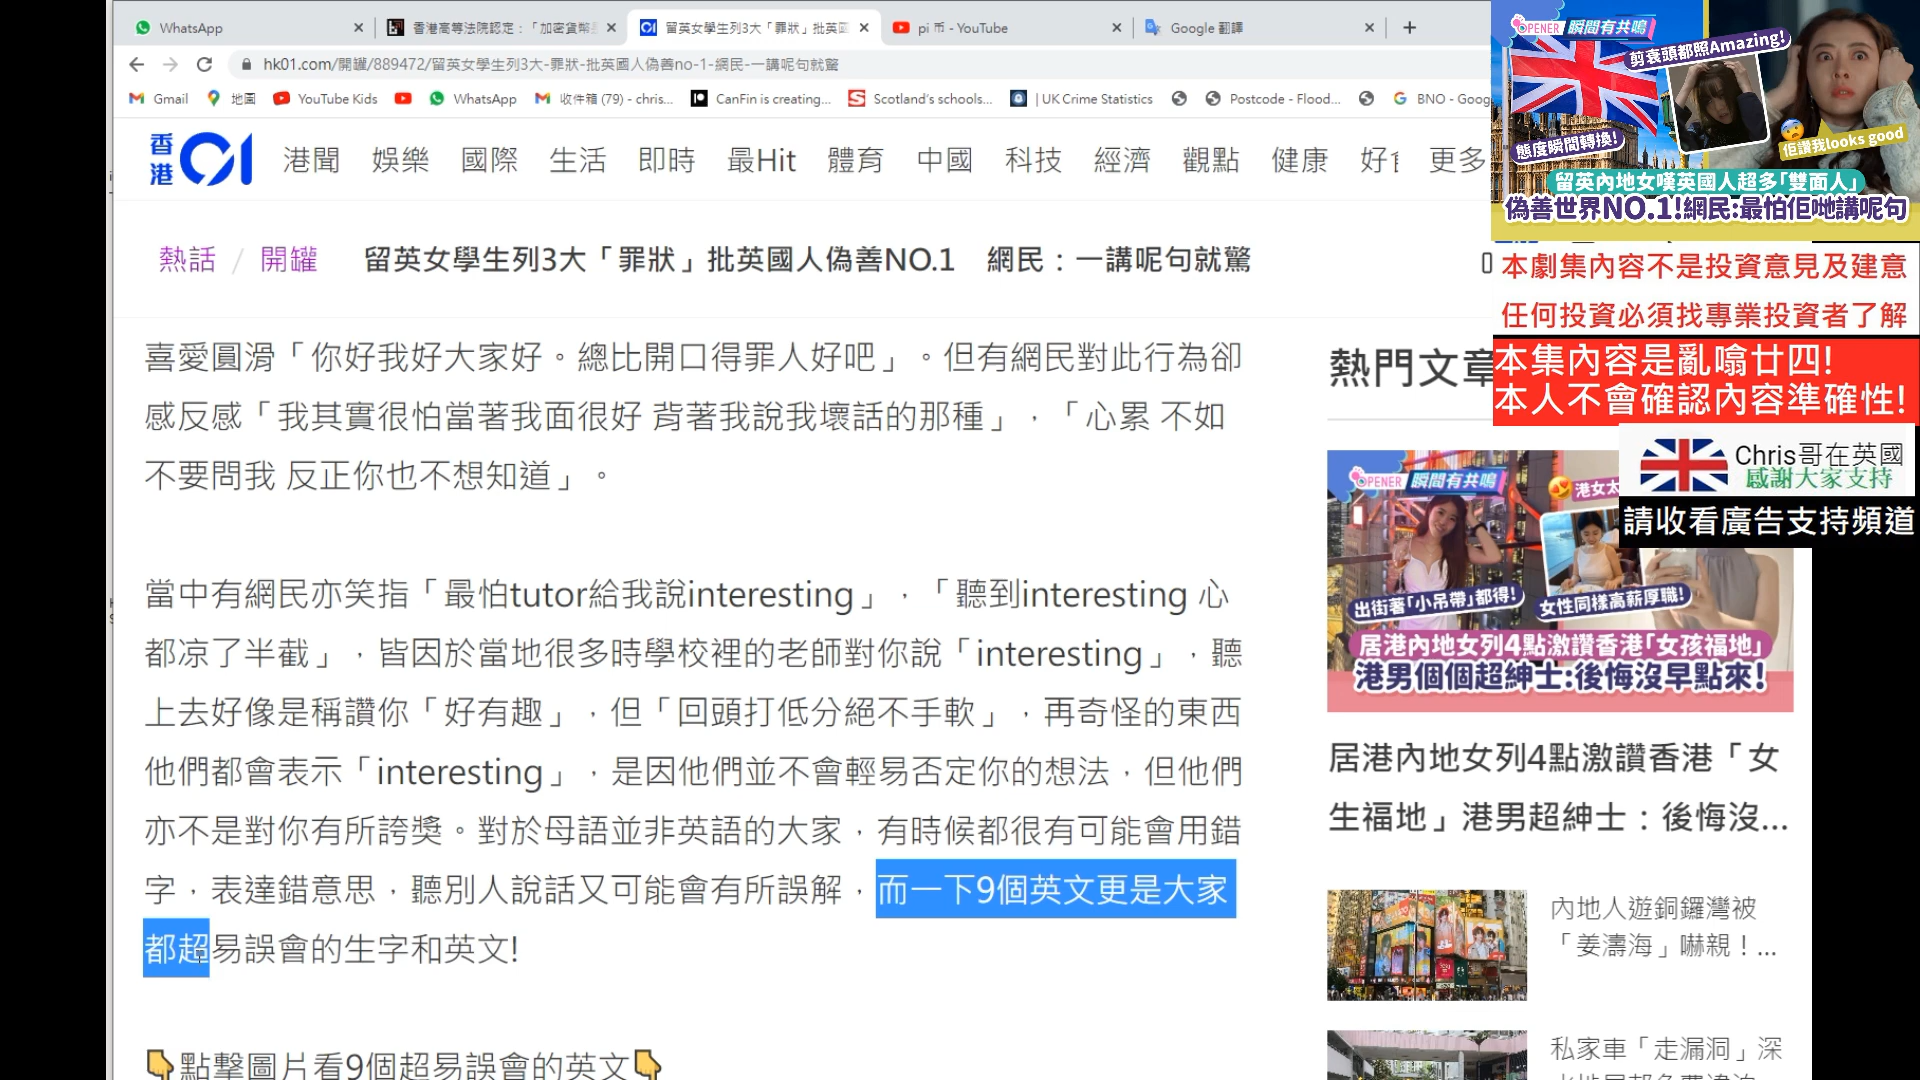 WhatsApp
香港高等法院認定：「加密貨幣
留英女學生列3大「罪狀」批英國
pi 币 - YouTube
Google 翻譯
hk01.com/開罐/889472/留英女學生列3大-罪狀-批英國人偽善no-1-網民-一講呢句就驚
Gmail
地圖
YouTube Kids
WhatsApp
收件箱 (79) - chris...
CanFin is creating...
Scotland's schools...
| UK Crime Statistics
Postcode - Flood...
BNO - Goog
香港01
港聞 娛樂 國際 生活 即時 最Hit 體育 中國 科技 經濟 觀點 健康 好食 更多
熱話 / 開罐
留英女學生列3大「罪狀」批英國人偽善NO.1 網民：一講呢句就驚
喜愛圓滑「你好我好大家好。總比開口得罪人好吧」。但有網民對此行為卻
感反感「我其實很怕當著我面很好 背著我說我壞話的那種」，「心累 不如
不要問我 反正你也不想知道」。
當中有網民亦笑指「最怕tutor給我說interesting」，「聽到interesting 心
都凉了半截」，皆因於當地很多時學校裡的老師對你說「interesting」，聽
上去好像是稱讚你「好有趣」，但「回頭打低分絕不手軟」，再奇怪的東西
他們都會表示「interesting」，是因他們並不會輕易否定你的想法，但他們
亦不是對你有所誇獎。對於母語並非英語的大家，有時候都很有可能會用錯
字，表達錯意思，聽別人說話又可能會有所誤解，而一下9個英文更是大家
都超易誤會的生字和英文!
👇點擊圖片看9個超易誤會的英文👇
OPENER 瞬間有共鳴
剪衰頭都照Amazing!
態度瞬間轉換!
佢讚我looks good
留英內地女嘆英國人超多「雙面人」
偽善世界NO.1!網民:最怕佢哋講呢句
本劇集內容不是投資意見及建意
任何投資必須找專業投資者了解
本集內容是亂噏廿四!
本人不會確認內容準確性!
Chris哥在英國
感謝大家支持
請收看廣告支持頻道
熱門文章
OPENER 瞬間有共鳴
港女太
出街著「小吊帶」都得!
女性同樣高薪厚職!
居港內地女列4點激讚香港「女孩福地」
港男個個超紳士:後悔沒早點來!
居港內地女列4點激讚香港「女
生福地」港男超紳士：後悔沒...
內地人遊銅鑼灣被
「姜濤海」嚇親！...
私家車「走漏洞」深